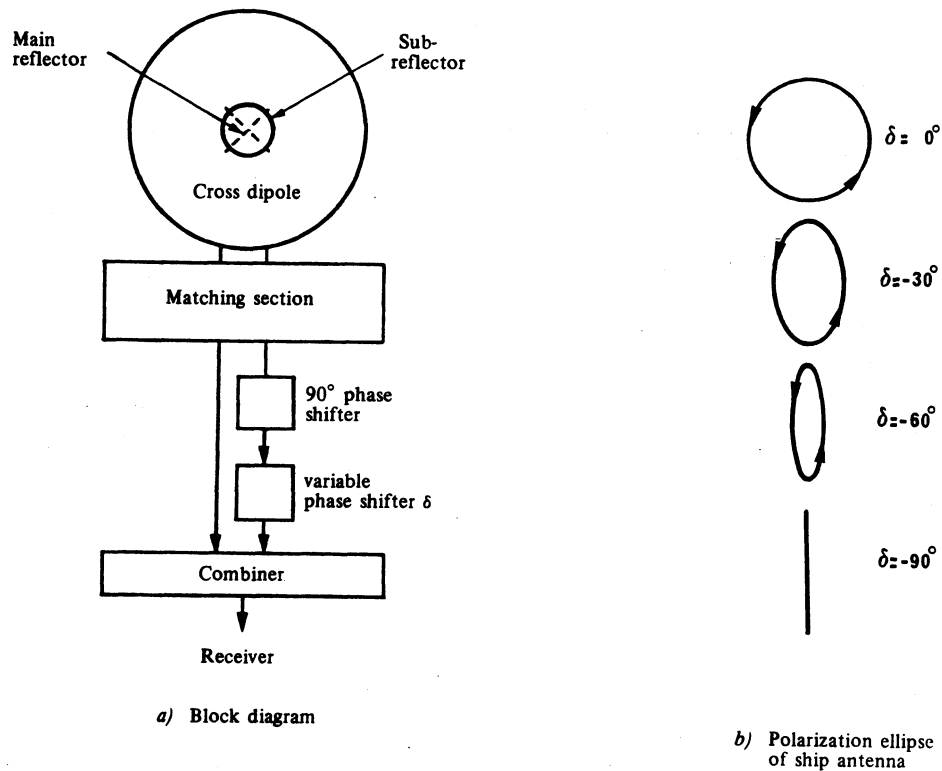 Main
reflector
Sub-
reflector
Cross dipole
Matching section
90° phase
shifter
variable
phase shifter δ
Combiner
Receiver
a) Block diagram
δ= 0°
δ=-30°
δ=-60°
δ=-90°
b) Polarization ellipse
of ship antenna